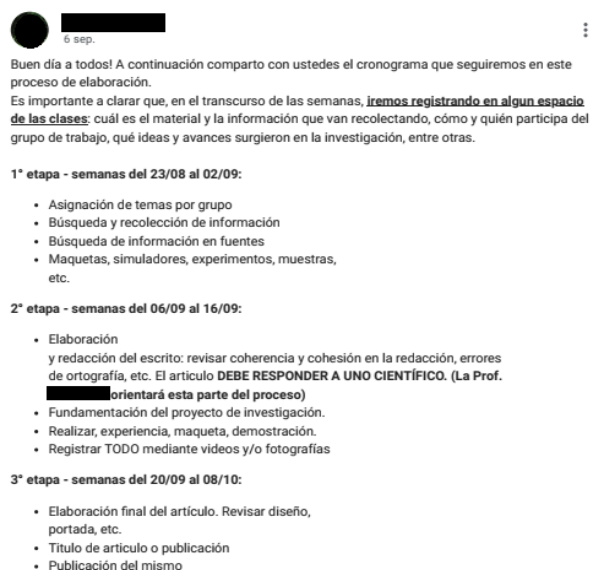 6 sep.
Buen día a todos! A continuación comparto con ustedes el cronograma que seguiremos en este
proceso de elaboración.
Es importante a clarar que, en el transcurso de las semanas, iremos registrando en algun espacio
de las clases: cuál es el material y la información que van recolectando, cómo y quién participa del
grupo de trabajo, qué ideas y avances surgieron en la investigación, entre otras.
1° etapa - semanas del 23/08 al 02/09:
• Asignación de temas por grupo
• Búsqueda y recolección de información
• Búsqueda de información en fuentes
• Maquetas, simuladores, experimentos, muestras,
etc.
2° etapa - semanas del 06/09 al 16/09:
• Elaboración
y redacción del escrito: revisar coherencia y cohesión en la redacción, errores
de ortografía, etc. El articulo DEBE RESPONDER A UNO CIENTÍFICO. (La Prof.
orientará esta parte del proceso)
• Fundamentación del proyecto de investigación.
• Realizar, experiencia, maqueta, demostración.
• Registrar TODO mediante videos y/o fotografías
3° etapa - semanas del 20/09 al 08/10:
• Elaboración final del artículo. Revisar diseño,
portada, etc.
• Titulo de articulo o publicación
• Publicación del mismo